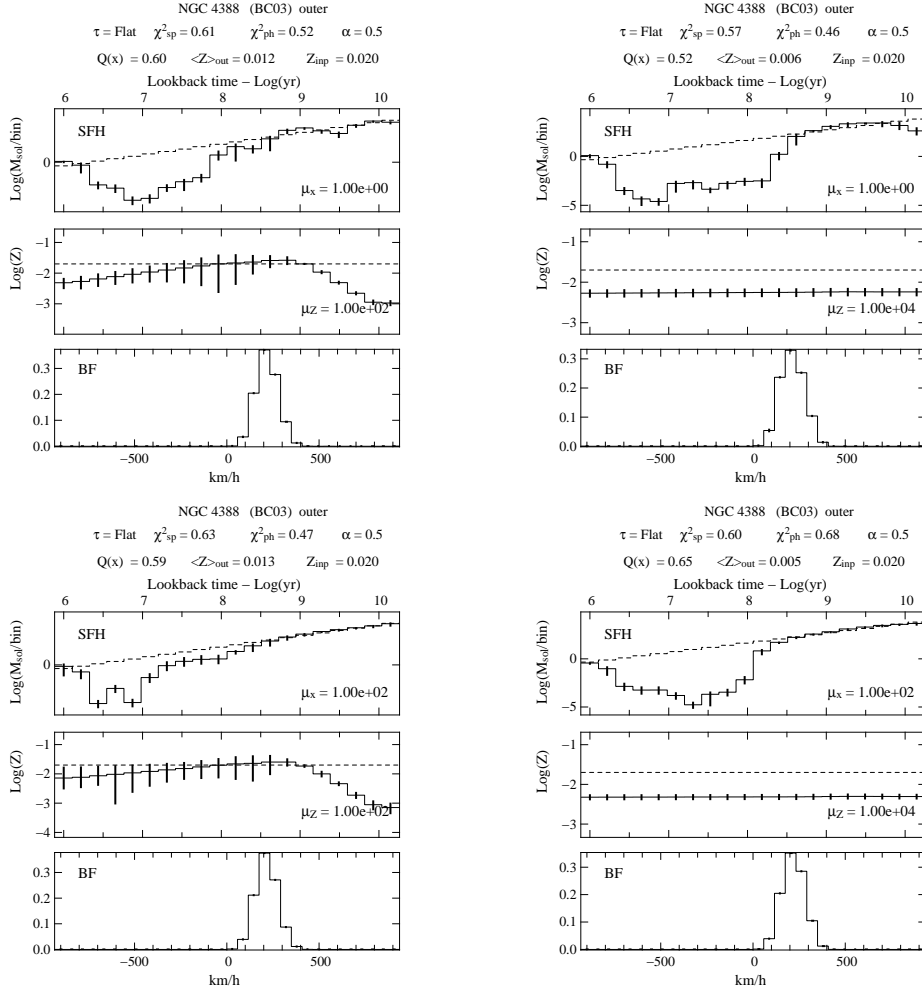 NGC 4388 (BC03) outer
τ = Flat χ²sp = 0.61 χ²ph = 0.52 α = 0.5
Q(x) = 0.60 <Z>out = 0.012 Zinp = 0.020
Lookback time − Log(yr)
6 7 8 9 10
SFH
0
Log(Msol/bin)
μx = 1.00e+00
−1
−2
−3
Log(Z)
μZ = 1.00e+02
BF
0.3
0.2
0.1
0.0
−500 0 500
km/h
NGC 4388 (BC03) outer
τ = Flat χ²sp = 0.57 χ²ph = 0.46 α = 0.5
Q(x) = 0.52 <Z>out = 0.006 Zinp = 0.020
Lookback time − Log(yr)
6 7 8 9 10
SFH
0
−5
Log(Msol/bin)
μx = 1.00e+00
−1
−2
−3
Log(Z)
μZ = 1.00e+04
BF
0.3
0.2
0.1
0.0
−500 0 500
km/h
NGC 4388 (BC03) outer
τ = Flat χ²sp = 0.63 χ²ph = 0.47 α = 0.5
Q(x) = 0.59 <Z>out = 0.013 Zinp = 0.020
Lookback time − Log(yr)
6 7 8 9 10
SFH
0
Log(Msol/bin)
μx = 1.00e+02
−1
−2
−3
−4
Log(Z)
μZ = 1.00e+02
BF
0.3
0.2
0.1
0.0
−500 0 500
km/h
NGC 4388 (BC03) outer
τ = Flat χ²sp = 0.60 χ²ph = 0.68 α = 0.5
Q(x) = 0.65 <Z>out = 0.005 Zinp = 0.020
Lookback time − Log(yr)
6 7 8 9 10
SFH
0
−5
Log(Msol/bin)
μx = 1.00e+02
−1
−2
−3
Log(Z)
μZ = 1.00e+04
BF
0.3
0.2
0.1
0.0
−500 0 500
km/h